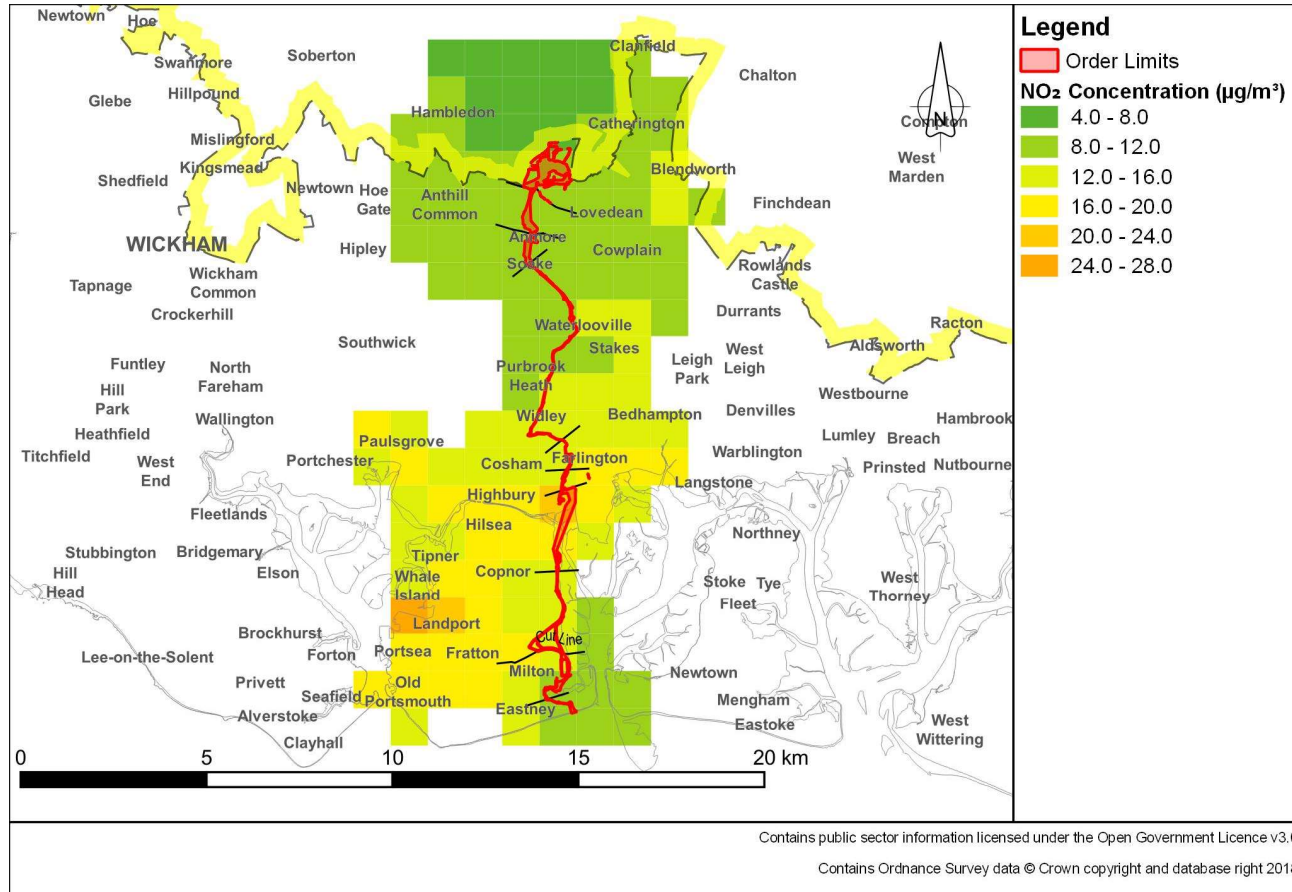 Newtown
Hoe
Swanmore
Soberton
Clanfield
Chalton
Glebe
Hillpound
Hambledon
Catherington
N
Compton
Mislingford
West
Marden
Kingsmead
Shedfield
Newtown
Hoe
Gate
Anthill
Common
Blendworth
Lovedean
Finchdean
WICKHAM
Hipley
Anmore
Cowplain
Soake
Rowlands
Castle
Wickham
Common
Tapnage
Crockerhill
Durrants
Southwick
Waterlooville
Stakes
Racton
Aldsworth
Funtley
North
Fareham
Purbrook
Heath
Leigh
Park
West
Leigh
Hill
Park
Westbourne
Wallington
Widley
Bedhampton
Denvilles
Hambrook
Heathfield
Paulsgrove
Lumley
Breach
Titchfield
West
End
Portchester
Cosham
Farlington
Warblington
Prinsted
Nutbourne
Highbury
Langstone
Fleetlands
Hilsea
Northney
Stubbington
Bridgemary
Tipner
Hill
Head
Elson
Whale
Island
Copnor
Stoke
Tye
Fleet
West
Thorney
Brockhurst
Landport
Cut Line
Lee-on-the-Solent
Forton
Portsea
Fratton
Milton
Newtown
Privett
Seafield
Old
Portsmouth
Mengham
Alverstoke
Eastney
Eastoke
West
Wittering
Clayhall
0 5 10 15 20 km
Legend
Order Limits
NO₂ Concentration (µg/m³)
4.0 - 8.0
8.0 - 12.0
12.0 - 16.0
16.0 - 20.0
20.0 - 24.0
24.0 - 28.0
Contains public sector information licensed under the Open Government Licence v3.
Contains Ordnance Survey data © Crown copyright and database right 2018